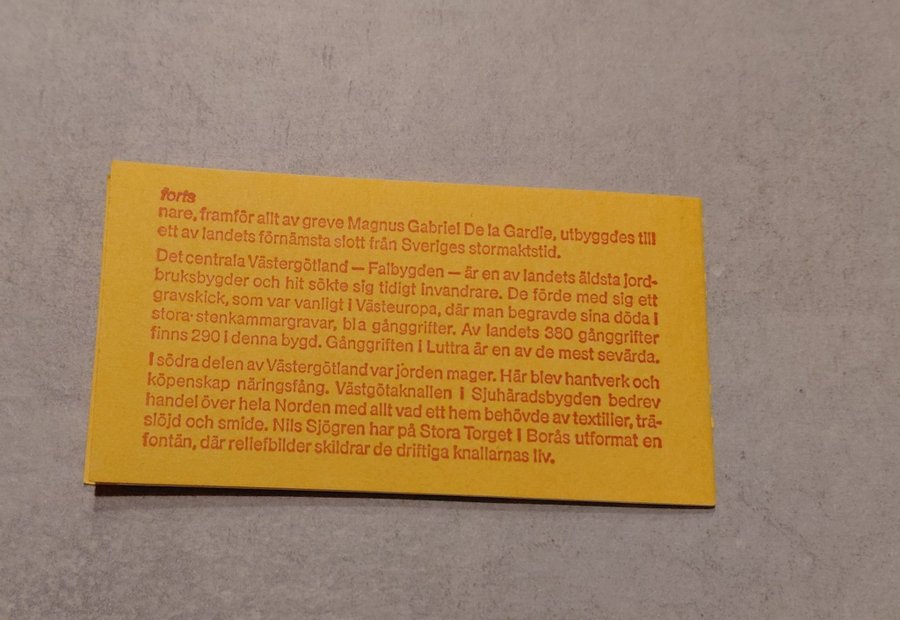 forts
nare, framför allt av greve Magnus Gabriel De la Gardie, utbyggdes till
ett av landets förnämsta slott från Sveriges stormaktstid.
Det centrala Västergötland — Falbygden — är en av landets äldsta jord-
bruksbygder och hit sökte sig tidigt invandrare. De förde med sig ett
gravskick, som var vanligt i Västeuropa, där man begravde sina döda i
stora stenkammargravar, bla gånggrifter. Av landets 380 gånggrifter
finns 290 i denna bygd. Gånggriften i Luttra är en av de mest sevärda.
I södra delen av Västergötland var jorden mager. Här blev hantverk och
köpenskap näringsfång. Västgötaknallen i Sjuhäradsbygden bedrev
handel över hela Norden med allt vad ett hem behövde av textilier, trä-
slöjd och smide. Nils Sjögren har på Stora Torget i Borås utformat en
fontän, där reliefbilder skildrar de driftiga knallarnas liv.